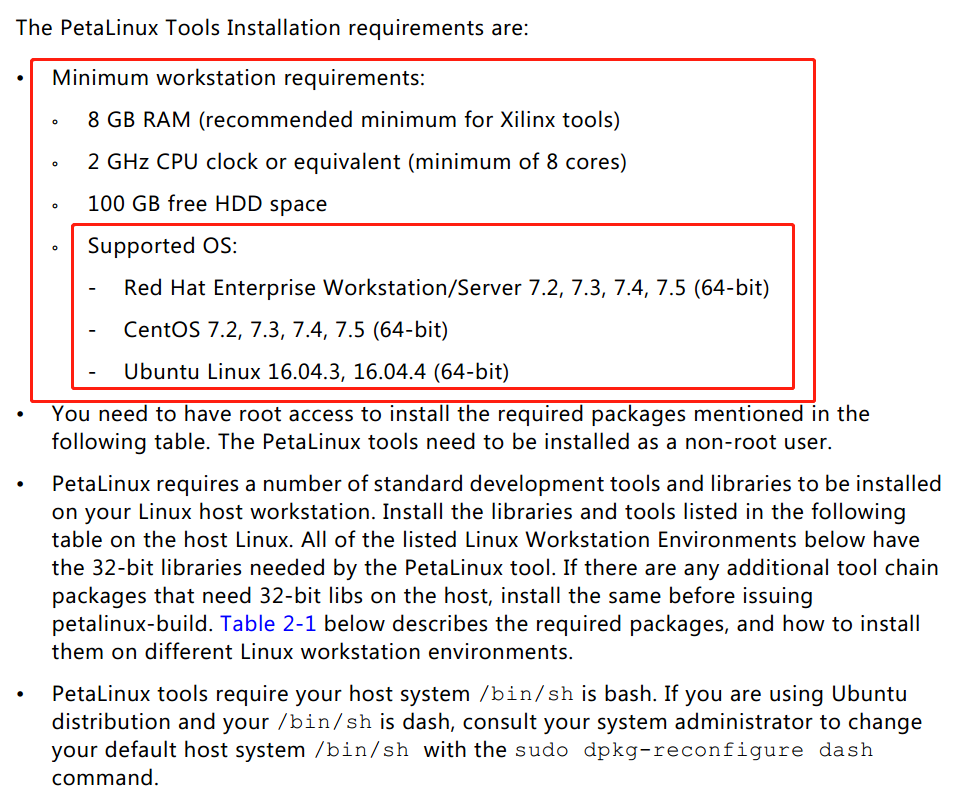 The PetaLinux Tools Installation requirements are:
• Minimum workstation requirements:
◦ 8 GB RAM (recommended minimum for Xilinx tools)
◦ 2 GHz CPU clock or equivalent (minimum of 8 cores)
◦ 100 GB free HDD space
◦ Supported OS:
- Red Hat Enterprise Workstation/Server 7.2, 7.3, 7.4, 7.5 (64-bit)
- CentOS 7.2, 7.3, 7.4, 7.5 (64-bit)
- Ubuntu Linux 16.04.3, 16.04.4 (64-bit)
• You need to have root access to install the required packages mentioned in the
following table. The PetaLinux tools need to be installed as a non-root user.
• PetaLinux requires a number of standard development tools and libraries to be installed
on your Linux host workstation. Install the libraries and tools listed in the following
table on the host Linux. All of the listed Linux Workstation Environments below have
the 32-bit libraries needed by the PetaLinux tool. If there are any additional tool chain
packages that need 32-bit libs on the host, install the same before issuing
petalinux-build. Table 2-1 below describes the required packages, and how to install
them on different Linux workstation environments.
• PetaLinux tools require your host system /bin/sh is bash. If you are using Ubuntu
distribution and your /bin/sh is dash, consult your system administrator to change
your default host system /bin/sh with the sudo dpkg-reconfigure dash
command.